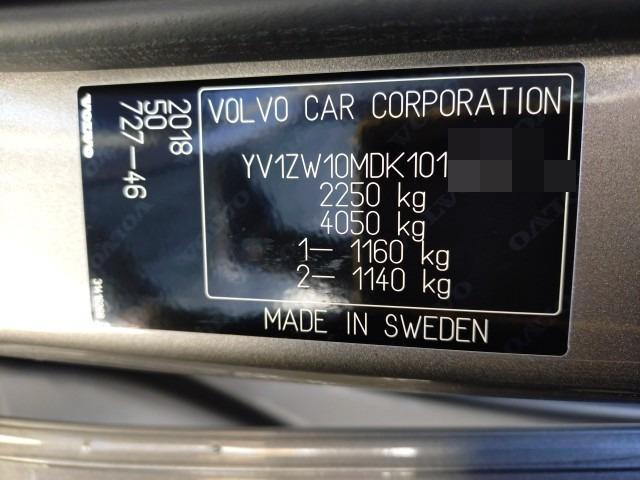 VOLVO CAR CORPORATION
YV1ZW10MDK101
2250 kg
4050 kg
1– 1160 kg
2– 1140 kg
MADE IN SWEDEN
2018
50
727–46
VOLVO